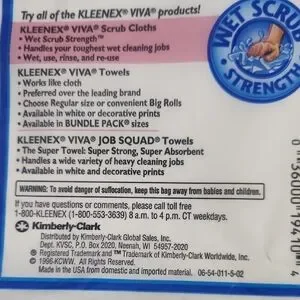 Try all of the KLEENEX® VIVA® products!
KLEENEX® VIVA® Scrub Cloths
• Wet Scrub Strength™
• Handles your toughest wet cleaning jobs
• Wet, use, rinse, and re-use
WET SCRUB
• STRENGTH
KLEENEX® VIVA® Towels
• Works like cloth
• Preferred over the leading brand
• Choose Regular size or convenient Big Rolls
• Available in white or decorative prints
• Available in BUNDLE PACK® sizes
KLEENEX® VIVA® JOB SQUAD® Towels
• The Super Towel: Super Strong, Super Absorbent
• Handles a wide variety of heavy cleaning jobs
• Available in white and decorative prints
WARNING: To avoid danger of suffocation, keep this bag away from babies and children.
If you have questions or comments, please call toll free
1-800-KLEENEX (1-800-553-3639) 8 a.m. to 4 p.m. CT weekdays.
Kimberly-Clark
Distributed by Kimberly-Clark Global Sales, Inc.
Dept. KVSC, P.O. Box 2020, Neenah, WI 54957-2020
® Registered Trademark and ™ Trademark of Kimberly-Clark Worldwide, Inc.
© 1996-KCWW. All Rights Reserved.
Made in the USA from domestic and imported material. 06-54-011-5-02